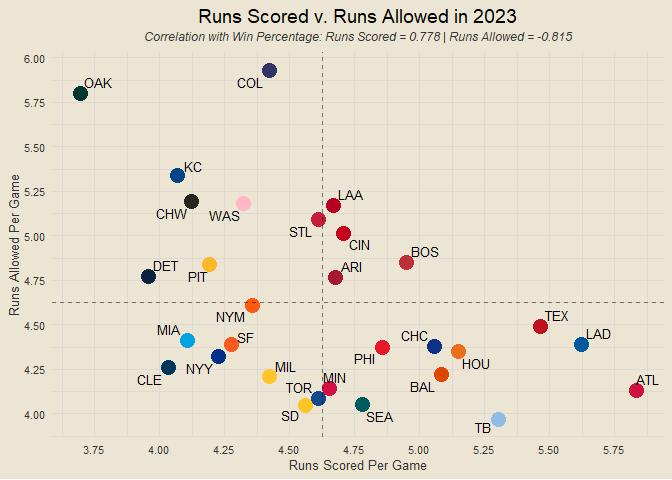 Runs Scored v. Runs Allowed in 2023
Correlation with Win Percentage: Runs Scored = 0.778 | Runs Allowed = -0.815
Runs Allowed Per Game
6.00
5.75
5.50
5.25
5.00
4.75
4.50
4.25
4.00
OAK
COL
KC
CHW
WAS
LAA
STL
CIN
BOS
DET
PIT
ARI
NYM
MIA
SF
CLE
NYY
MIL
TOR
MIN
SD
SEA
PHI
CHC
HOU
BAL
TB
TEX
LAD
ATL
3.75
4.00
4.25
4.50
4.75
5.00
5.25
5.50
5.75
Runs Scored Per Game